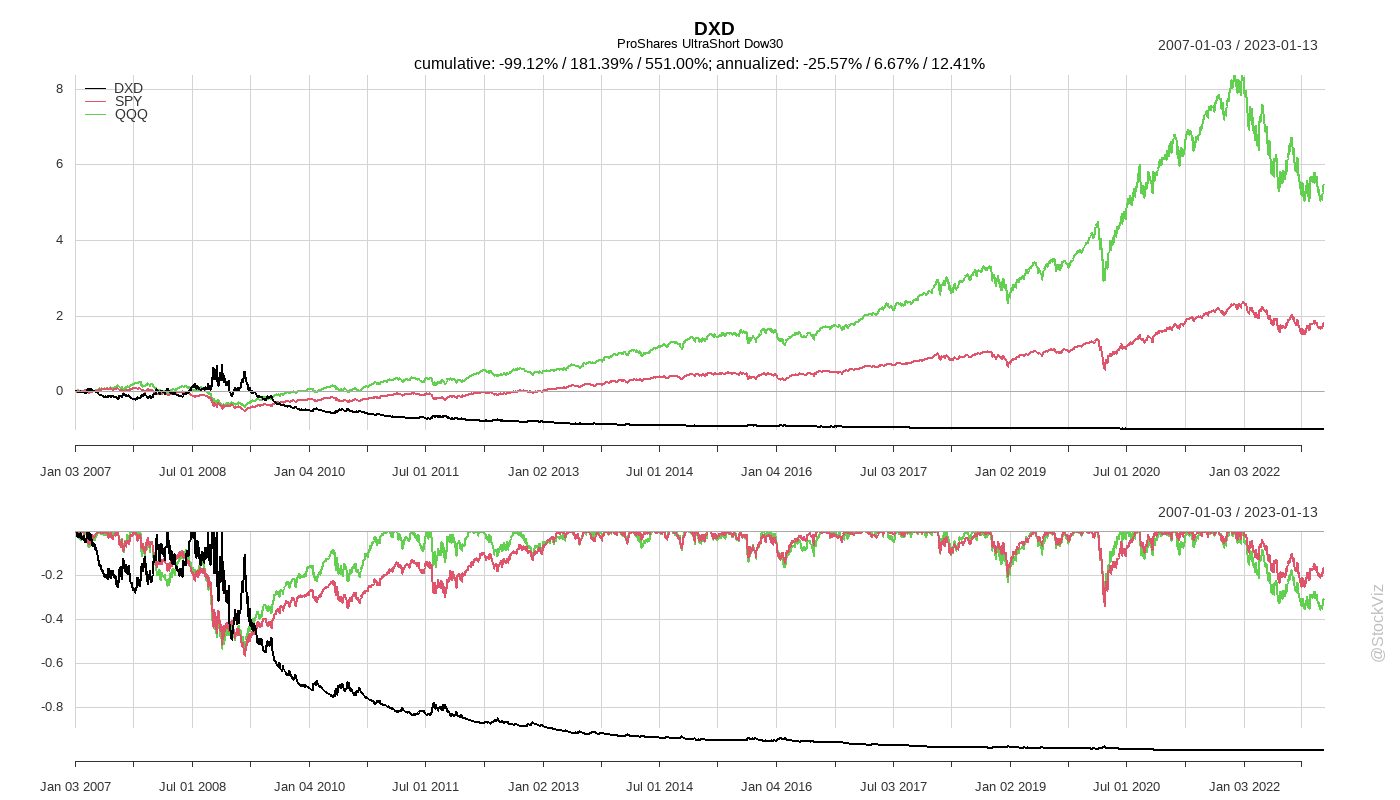 DXD
ProShares UltraShort Dow30
2007-01-03 / 2023-01-13
cumulative: -99.12% / 181.39% / 551.00%; annualized: -25.57% / 6.67% / 12.41%
DXD
SPY
QQQ
8
6
4
2
0
Jan 03 2007 Jul 01 2008 Jan 04 2010 Jul 01 2011 Jan 02 2013 Jul 01 2014 Jan 04 2016 Jul 03 2017 Jan 02 2019 Jul 01 2020 Jan 03 2022
2007-01-03 / 2023-01-13
-0.2
-0.4
-0.6
-0.8
Jan 03 2007 Jul 01 2008 Jan 04 2010 Jul 01 2011 Jan 02 2013 Jul 01 2014 Jan 04 2016 Jul 03 2017 Jan 02 2019 Jul 01 2020 Jan 03 2022
@StockViz